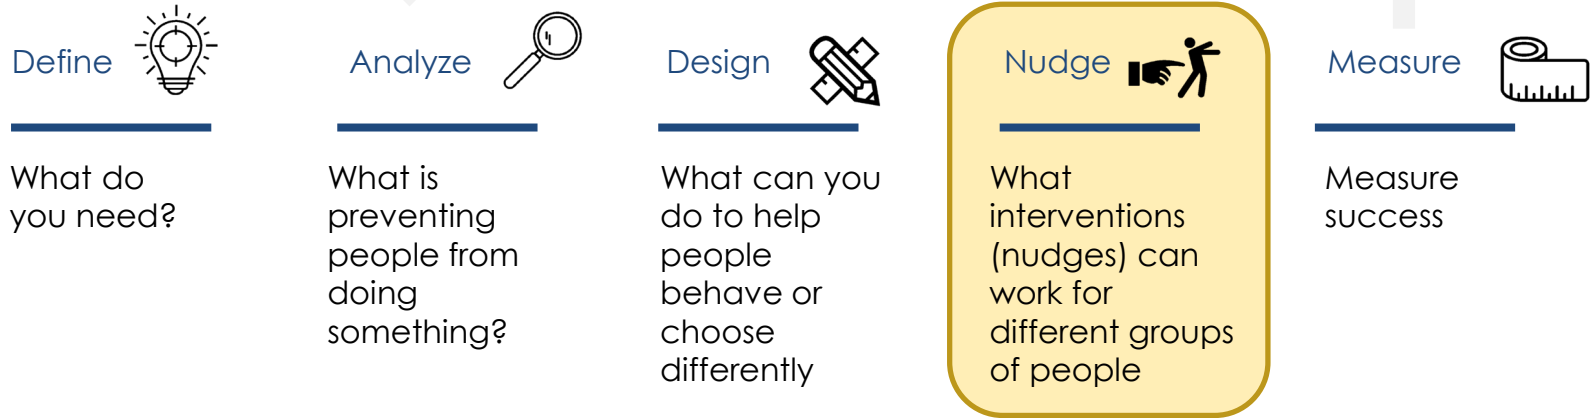 Define
What do
you need?
Analyze
What is
preventing
people from
doing
something?
Design
What can you
do to help
people
behave or
choose
differently
Nudge
What
interventions
(nudges) can
work for
different groups
of people
Measure
Measure
success